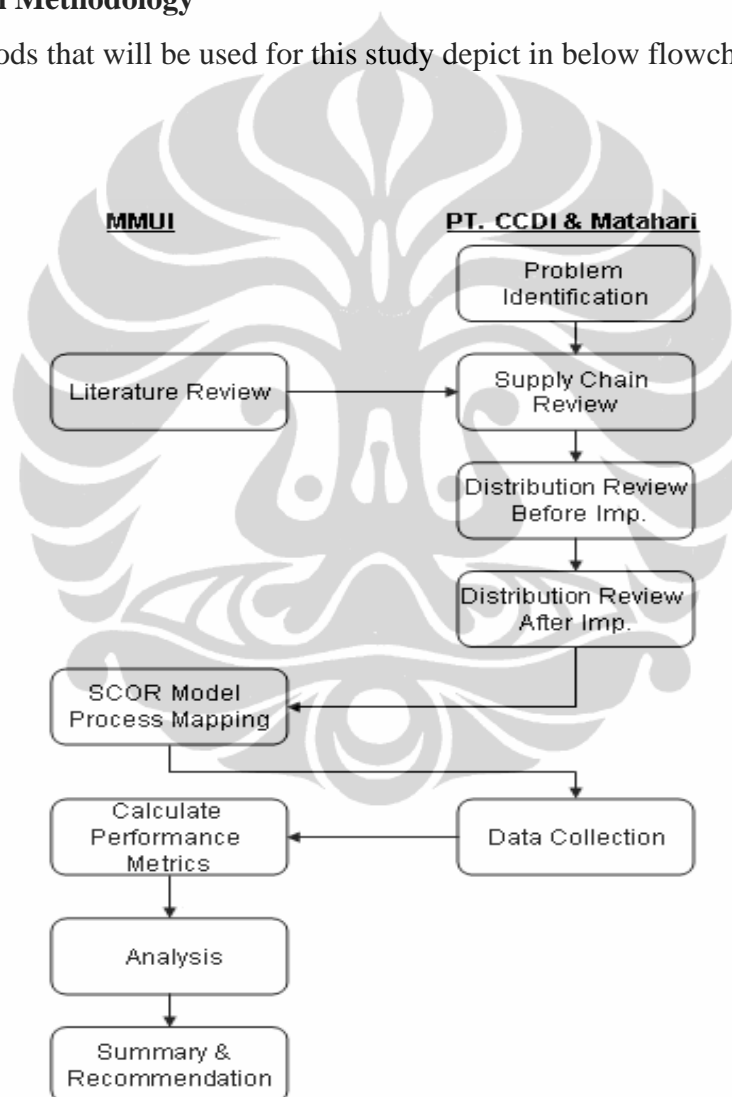 Methodology
ods that will be used for this study depict in below flowch
MMUI
PT. CCDI & Matahari
Problem
Identification
Literature Review
Supply Chain
Review
Distribution Review
Before Imp.
Distribution Review
After Imp.
SCOR Model
Process Mapping
Data Collection
Calculate
Performance
Metrics
Analysis
Summary &
Recommendation